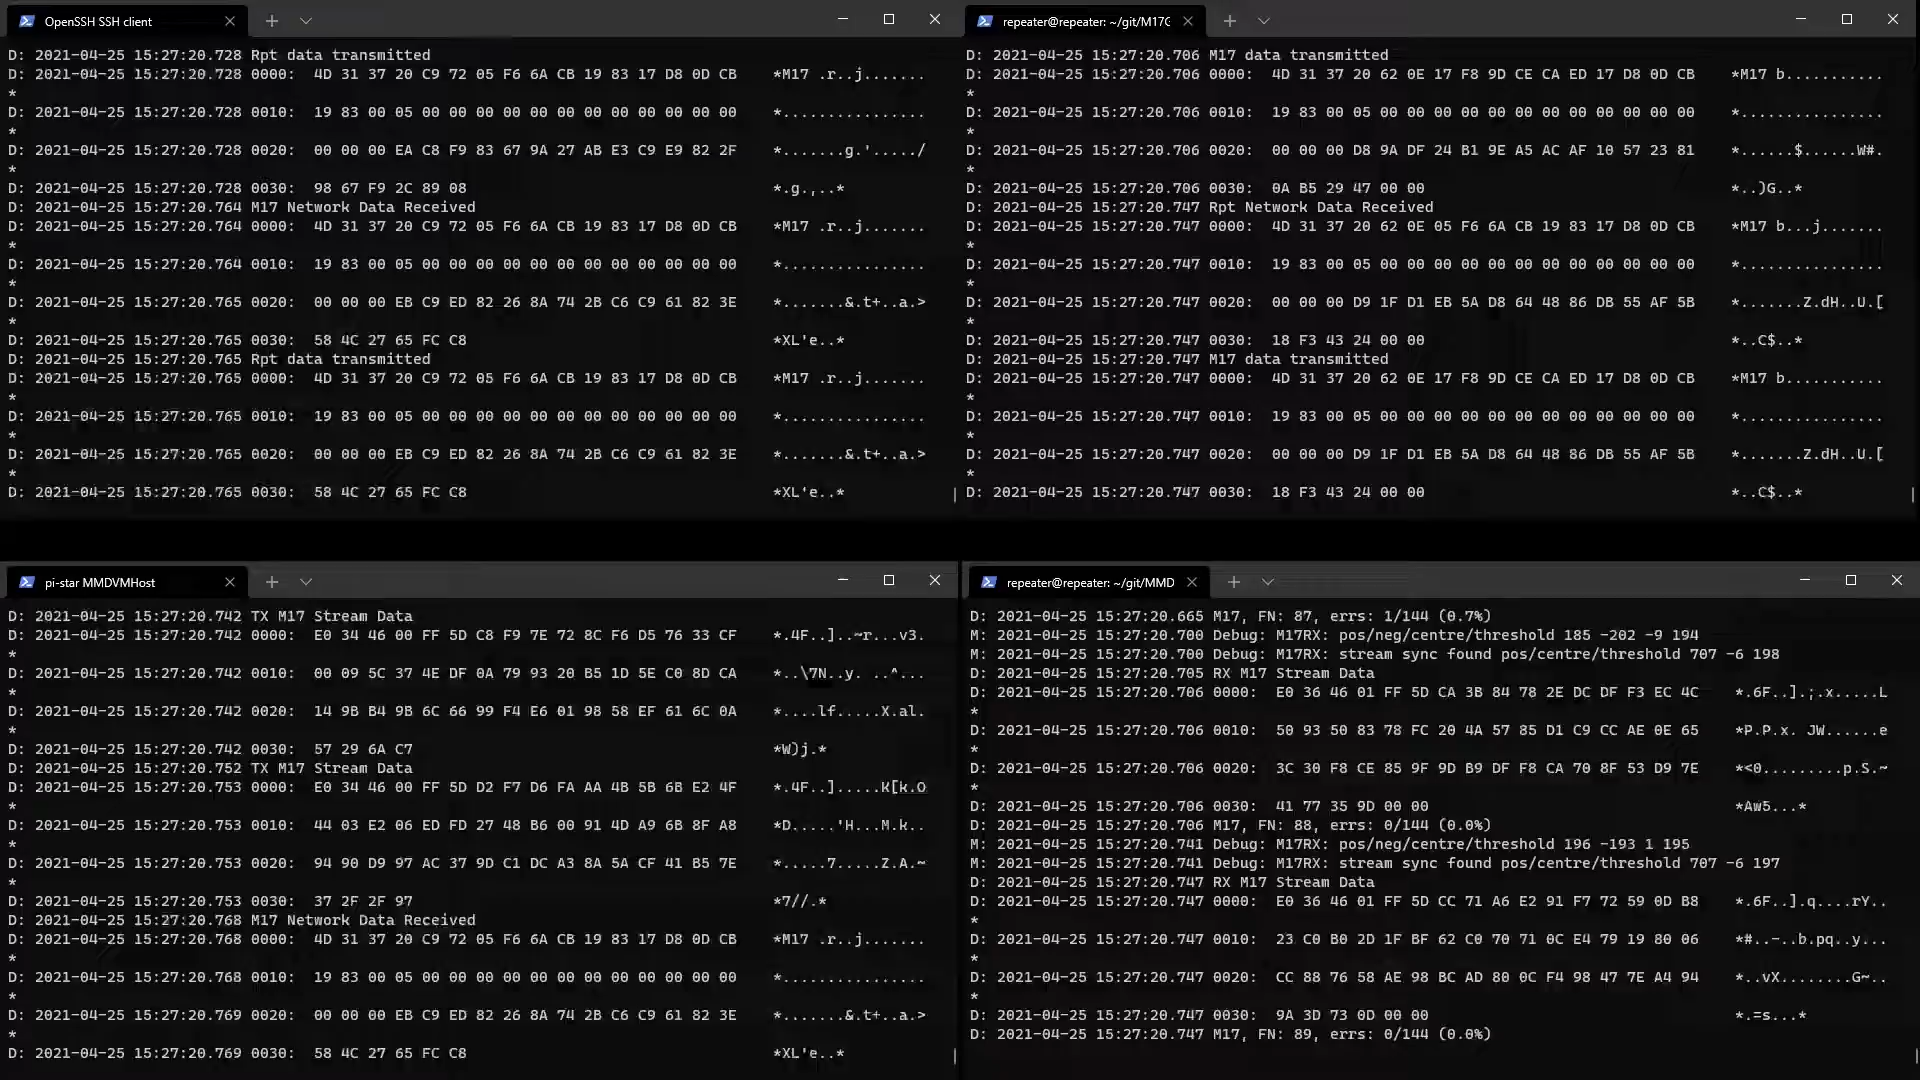 OpenSSH SSH client
D: 2021-04-25 15:27:20.728 Rpt data transmitted
D: 2021-04-25 15:27:20.728 0000:  4D 31 37 20 C9 72 05 F6 6A CB 19 83 17 D8 0D CB    *M17 .r..j.......
*
D: 2021-04-25 15:27:20.728 0010:  19 83 00 05 00 00 00 00 00 00 00 00 00 00 00 00    *................
*
D: 2021-04-25 15:27:20.728 0020:  00 00 00 EA C8 F9 83 67 9A 27 AB E3 C9 E9 82 2F    *.......g.'...../
*
D: 2021-04-25 15:27:20.728 0030:  98 67 F9 2C 89 08    *.g.,..*
D: 2021-04-25 15:27:20.764 M17 Network Data Received
D: 2021-04-25 15:27:20.764 0000:  4D 31 37 20 C9 72 05 F6 6A CB 19 83 17 D8 0D CB    *M17 .r..j.......
*
D: 2021-04-25 15:27:20.764 0010:  19 83 00 05 00 00 00 00 00 00 00 00 00 00 00 00    *................
*
D: 2021-04-25 15:27:20.765 0020:  00 00 00 EB C9 ED 82 26 8A 74 2B C6 C9 61 82 3E    *.......&.t+..a.>
*
D: 2021-04-25 15:27:20.765 0030:  58 4C 27 65 FC C8    *XL'e..*
D: 2021-04-25 15:27:20.765 Rpt data transmitted
D: 2021-04-25 15:27:20.765 0000:  4D 31 37 20 C9 72 05 F6 6A CB 19 83 17 D8 0D CB    *M17 .r..j.......
*
D: 2021-04-25 15:27:20.765 0010:  19 83 00 05 00 00 00 00 00 00 00 00 00 00 00 00    *................
*
D: 2021-04-25 15:27:20.765 0020:  00 00 00 EB C9 ED 82 26 8A 74 2B C6 C9 61 82 3E    *.......&.t+..a.>
*
D: 2021-04-25 15:27:20.765 0030:  58 4C 27 65 FC C8    *XL'e..*
repeater@repeater: ~/git/M17G
D: 2021-04-25 15:27:20.706 M17 data transmitted
D: 2021-04-25 15:27:20.706 0000:  4D 31 37 20 62 0E 17 F8 9D CE CA ED 17 D8 0D CB    *M17 b...........
*
D: 2021-04-25 15:27:20.706 0010:  19 83 00 05 00 00 00 00 00 00 00 00 00 00 00 00    *................
*
D: 2021-04-25 15:27:20.706 0020:  00 00 00 D8 9A DF 24 B1 9E A5 AC AF 10 57 23 81    *......$......W#.
*
D: 2021-04-25 15:27:20.706 0030:  0A B5 29 47 00 00    *..)G..*
D: 2021-04-25 15:27:20.747 Rpt Network Data Received
D: 2021-04-25 15:27:20.747 0000:  4D 31 37 20 62 0E 05 F6 6A CB 19 83 17 D8 0D CB    *M17 b...j.......
*
D: 2021-04-25 15:27:20.747 0010:  19 83 00 05 00 00 00 00 00 00 00 00 00 00 00 00    *................
*
D: 2021-04-25 15:27:20.747 0020:  00 00 00 D9 1F D1 EB 5A D8 64 48 86 DB 55 AF 5B    *.......Z.dH..U.[
*
D: 2021-04-25 15:27:20.747 0030:  18 F3 43 24 00 00    *..C$..*
D: 2021-04-25 15:27:20.747 M17 data transmitted
D: 2021-04-25 15:27:20.747 0000:  4D 31 37 20 62 0E 17 F8 9D CE CA ED 17 D8 0D CB    *M17 b...........
*
D: 2021-04-25 15:27:20.747 0010:  19 83 00 05 00 00 00 00 00 00 00 00 00 00 00 00    *................
*
D: 2021-04-25 15:27:20.747 0020:  00 00 00 D9 1F D1 EB 5A D8 64 48 86 DB 55 AF 5B    *.......Z.dH..U.[
*
D: 2021-04-25 15:27:20.747 0030:  18 F3 43 24 00 00    *..C$..*
pi-star MMDVMHost
D: 2021-04-25 15:27:20.742 TX M17 Stream Data
D: 2021-04-25 15:27:20.742 0000:  E0 34 46 00 FF 5D C8 F9 7E 72 8C F6 D5 76 33 CF    *.4F..]..~r...v3.
*
D: 2021-04-25 15:27:20.742 0010:  00 09 5C 37 4E DF 0A 79 93 20 B5 1D 5E C0 8D CA    *..\7N..y. ..^...
*
D: 2021-04-25 15:27:20.742 0020:  14 9B B4 9B 6C 66 99 F4 E6 01 98 58 EF 61 6C 0A    *....lf.....X.al.
*
D: 2021-04-25 15:27:20.742 0030:  57 29 6A C7    *W)j.*
D: 2021-04-25 15:27:20.752 TX M17 Stream Data
D: 2021-04-25 15:27:20.753 0000:  E0 34 46 00 FF 5D D2 F7 D6 FA AA 4B 5B 6B E2 4F    *.4F..].....K[k.O
*
D: 2021-04-25 15:27:20.753 0010:  44 03 E2 06 ED FD 27 48 B6 00 91 4D A9 6B 8F A8    *D.....'H...M.k..
*
D: 2021-04-25 15:27:20.753 0020:  94 90 D9 97 AC 37 9D C1 DC A3 8A 5A CF 41 B5 7E    *.....7.....Z.A.~
*
D: 2021-04-25 15:27:20.753 0030:  37 2F 2F 97    *7//.*
D: 2021-04-25 15:27:20.768 M17 Network Data Received
D: 2021-04-25 15:27:20.768 0000:  4D 31 37 20 C9 72 05 F6 6A CB 19 83 17 D8 0D CB    *M17 .r..j.......
*
D: 2021-04-25 15:27:20.768 0010:  19 83 00 05 00 00 00 00 00 00 00 00 00 00 00 00    *................
*
D: 2021-04-25 15:27:20.769 0020:  00 00 00 EB C9 ED 82 26 8A 74 2B C6 C9 61 82 3E    *.......&.t+..a.>
*
D: 2021-04-25 15:27:20.769 0030:  58 4C 27 65 FC C8    *XL'e..*
repeater@repeater: ~/git/MMD
D: 2021-04-25 15:27:20.665 M17, FN: 87, errs: 1/144 (0.7%)
M: 2021-04-25 15:27:20.700 Debug: M17RX: pos/neg/centre/threshold 185 -202 -9 194
M: 2021-04-25 15:27:20.700 Debug: M17RX: stream sync found pos/centre/threshold 707 -6 198
D: 2021-04-25 15:27:20.705 RX M17 Stream Data
D: 2021-04-25 15:27:20.706 0000:  E0 36 46 01 FF 5D CA 3B 84 78 2E DC DF F3 EC 4C    *.6F..].;.x.....L
*
D: 2021-04-25 15:27:20.706 0010:  50 93 50 83 78 FC 20 4A 57 85 D1 C9 CC AE 0E 65    *P.P.x. JW......e
*
D: 2021-04-25 15:27:20.706 0020:  3C 30 F8 CE 85 9F 9D B9 DF F8 CA 70 8F 53 D9 7E    *<0.........p.S.~
*
D: 2021-04-25 15:27:20.706 0030:  41 77 35 9D 00 00    *Aw5...*
D: 2021-04-25 15:27:20.706 M17, FN: 88, errs: 0/144 (0.0%)
M: 2021-04-25 15:27:20.741 Debug: M17RX: pos/neg/centre/threshold 196 -193 1 195
M: 2021-04-25 15:27:20.741 Debug: M17RX: stream sync found pos/centre/threshold 707 -6 197
D: 2021-04-25 15:27:20.747 RX M17 Stream Data
D: 2021-04-25 15:27:20.747 0000:  E0 36 46 01 FF 5D CC 71 A6 E2 91 F7 72 59 0D B8    *.6F..].q....rY..
*
D: 2021-04-25 15:27:20.747 0010:  23 C0 B0 2D 1F BF 62 C0 70 71 0C E4 79 19 80 06    *#..-..b.pq..y...
*
D: 2021-04-25 15:27:20.747 0020:  CC 88 76 58 AE 98 BC AD 80 0C F4 98 47 7E A4 94    *..vX........G~..
*
D: 2021-04-25 15:27:20.747 0030:  9A 3D 73 0D 00 00    *.=s...*
D: 2021-04-25 15:27:20.747 M17, FN: 89, errs: 0/144 (0.0%)